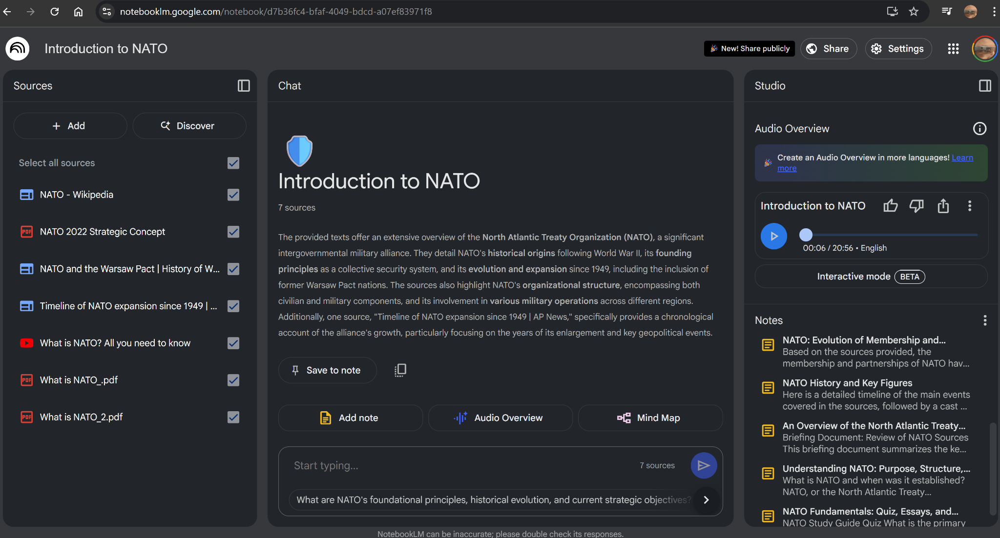 notebooklm.google.com/notebook/d7b36fc4-bfaf-4049-bdcd-a07ef83971f8
Introduction to NATO
New! Share publicly
Share
Settings
Sources
Add
Discover
Select all sources
NATO - Wikipedia
NATO 2022 Strategic Concept
NATO and the Warsaw Pact | History of W...
Timeline of NATO expansion since 1949 | ...
What is NATO? All you need to know
What is NATO_.pdf
What is NATO_2.pdf
Chat
Introduction to NATO
7 sources
The provided texts offer an extensive overview of the North Atlantic Treaty Organization (NATO), a significant
intergovernmental military alliance. They detail NATO's historical origins following World War II, its founding
principles as a collective security system, and its evolution and expansion since 1949, including the inclusion of
former Warsaw Pact nations. The sources also highlight NATO's organizational structure, encompassing both
civilian and military components, and its involvement in various military operations across different regions.
Additionally, one source, "Timeline of NATO expansion since 1949 | AP News," specifically provides a chronological
account of the alliance's growth, particularly focusing on the years of its enlargement and key geopolitical events.
Save to note
Add note
Audio Overview
Mind Map
Start typing...
7 sources
What are NATO's foundational principles, historical evolution, and current strategic objectives?
NotebookLM can be inaccurate; please double check its responses.
Studio
Audio Overview
Create an Audio Overview in more languages! Learn
more
Introduction to NATO
00:06 / 20:56 • English
Interactive mode BETA
Notes
NATO: Evolution of Membership and...
Based on the sources provided, the
membership and partnerships of NATO hav...
NATO History and Key Figures
Here is a detailed timeline of the main events
covered in the sources, followed by a cast ...
An Overview of the North Atlantic Treaty...
Briefing Document: Review of NATO Sources
This briefing document summarizes the ke...
Understanding NATO: Purpose, Structure,...
What is NATO and when was it established?
NATO, or the North Atlantic Treaty...
NATO Fundamentals: Quiz, Essays, and...
NATO Study Guide Quiz What is the primary